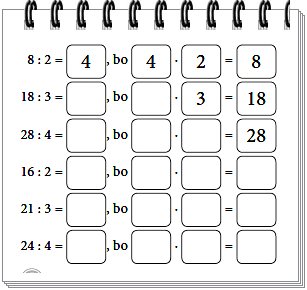 8 : 2 = 4 , bo 4 · 2 = 8
18 : 3 = , bo · 3 = 18
28 : 4 = , bo · = 28
16 : 2 = , bo · =
21 : 3 = , bo · =
24 : 4 = , bo · =